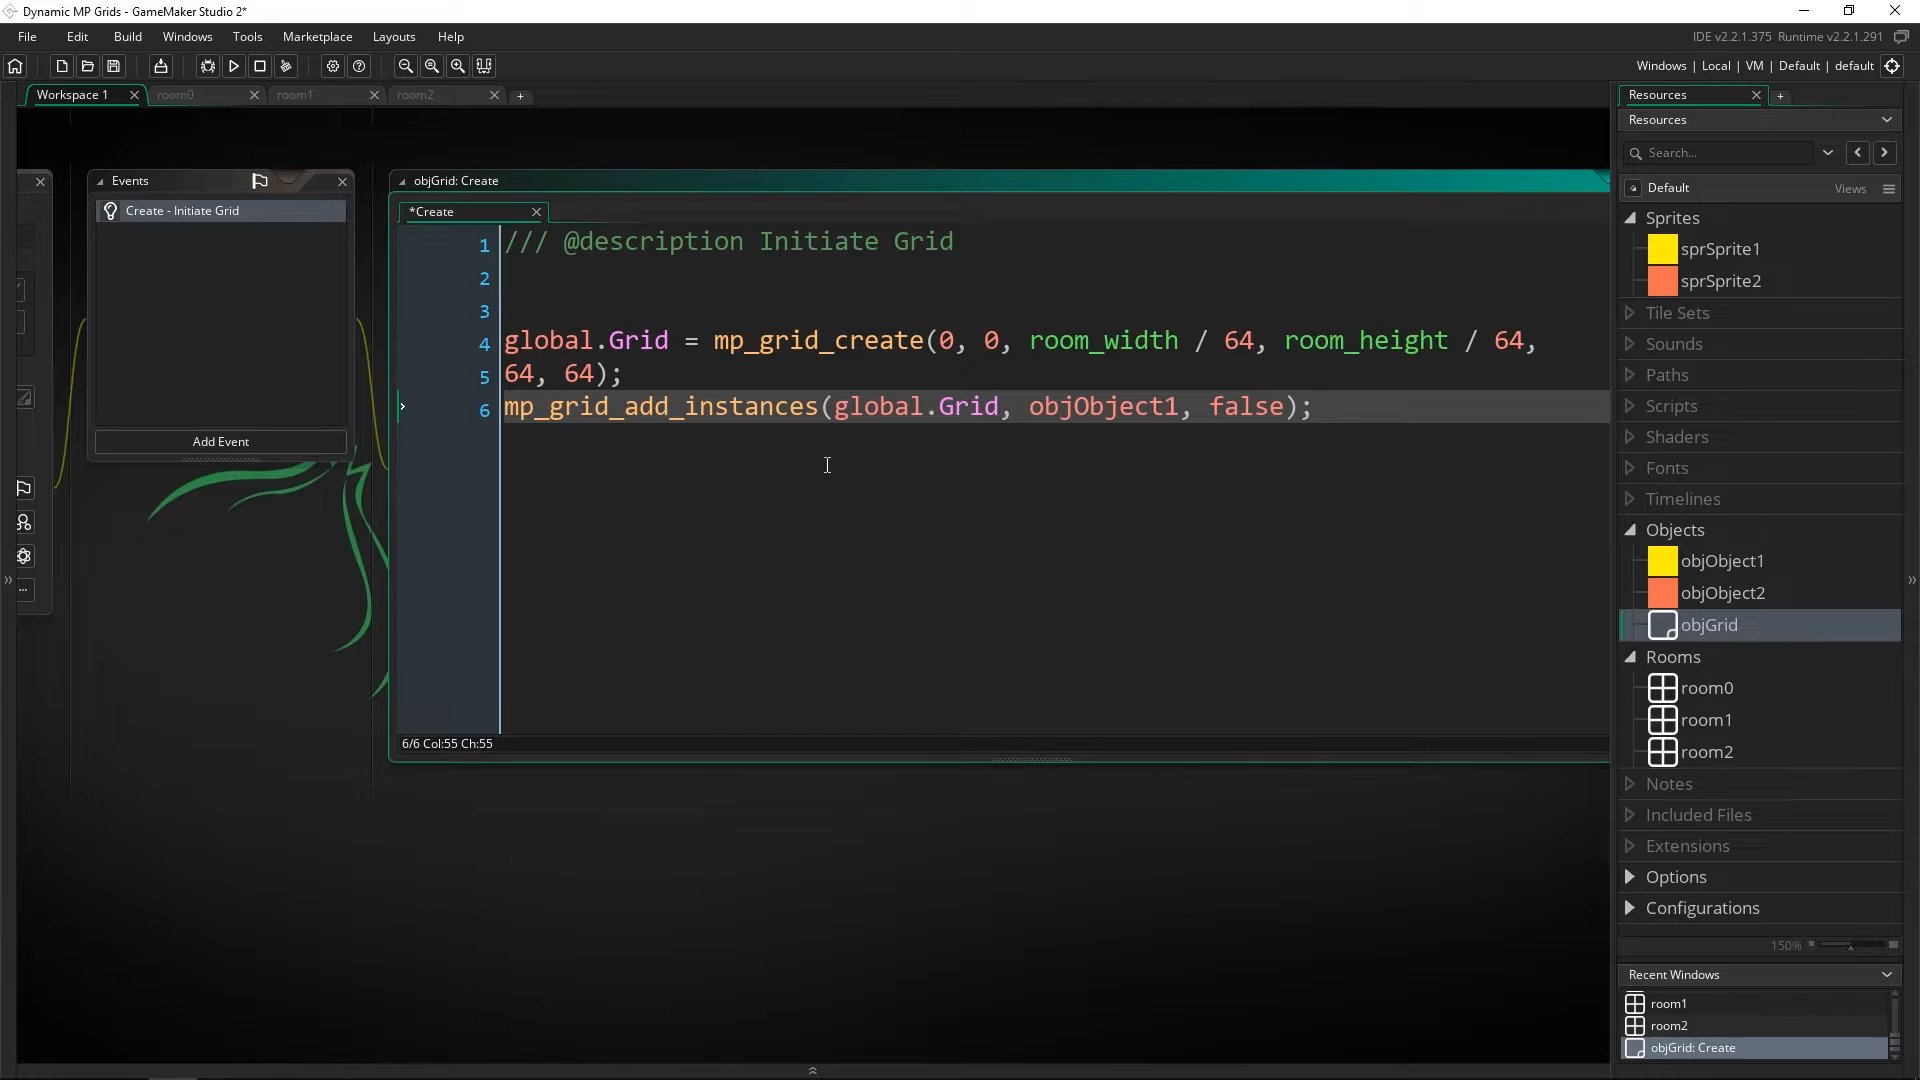 Dynamic MP Grids - GameMaker Studio 2*
File Edit Build Windows Tools Marketplace Layouts Help
IDE v2.2.1.375 Runtime v2.2.1.291
Windows | Local | VM | Default | default
Workspace 1 room0 room1 room2
Events
Create - Initiate Grid
Add Event
objGrid: Create
*Create
1 /// @description Initiate Grid
2
3
4 global.Grid = mp_grid_create(0, 0, room_width / 64, room_height / 64,
5 64, 64);
6 mp_grid_add_instances(global.Grid, objObject1, false);
6/6 Col:55 Ch:55
Resources
Resources
Search...
Default Views
Sprites
sprSprite1
sprSprite2
Tile Sets
Sounds
Paths
Scripts
Shaders
Fonts
Timelines
Objects
objObject1
objObject2
objGrid
Rooms
room0
room1
room2
Notes
Included Files
Extensions
Options
Configurations
150%
Recent Windows
room1
room2
objGrid: Create